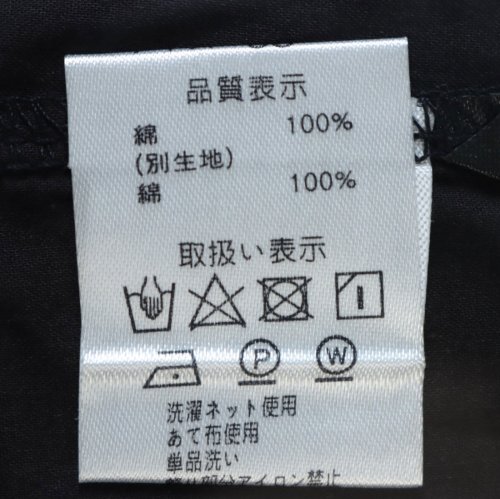 品質表示
綿 100%
(別生地)
綿 100%
取扱い表示
P W
洗濯ネット使用
あて布使用
単品洗い
部分アイロン禁止